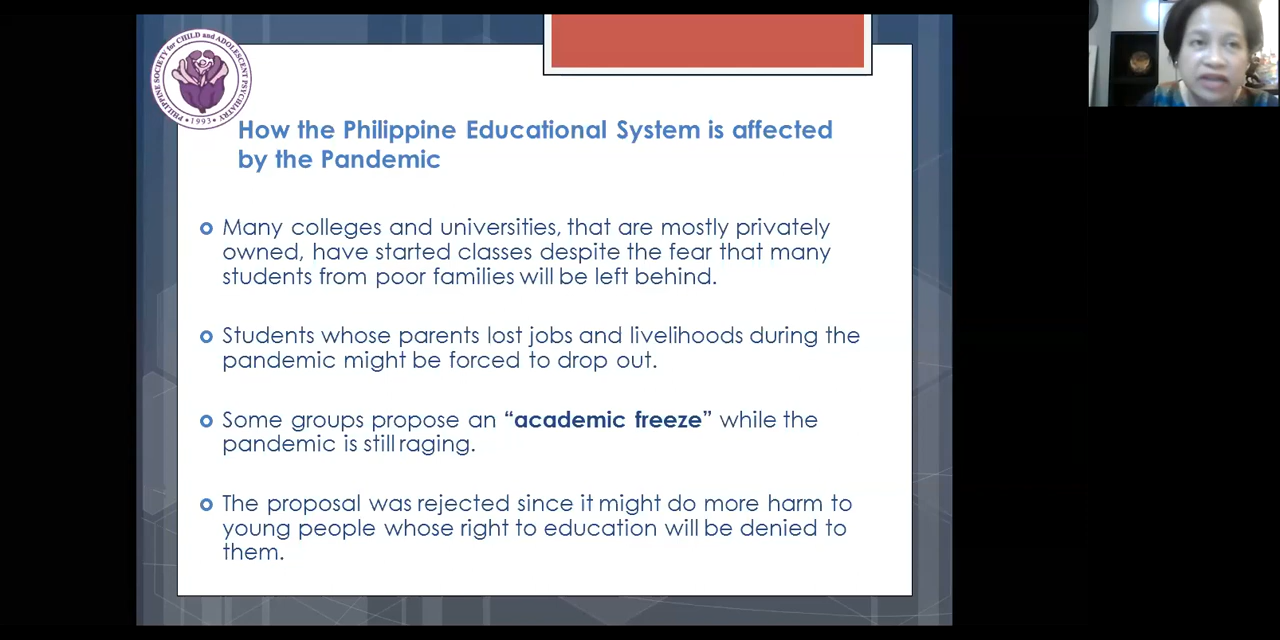 PHILIPPINE SOCIETY for CHILD and ADOLESCENT PSYCHIATRY
• 1993 •
How the Philippine Educational System is affected
by the Pandemic
Many colleges and universities, that are mostly privately
owned, have started classes despite the fear that many
students from poor families will be left behind.
Students whose parents lost jobs and livelihoods during the
pandemic might be forced to drop out.
Some groups propose an “academic freeze” while the
pandemic is still raging.
The proposal was rejected since it might do more harm to
young people whose right to education will be denied to
them.